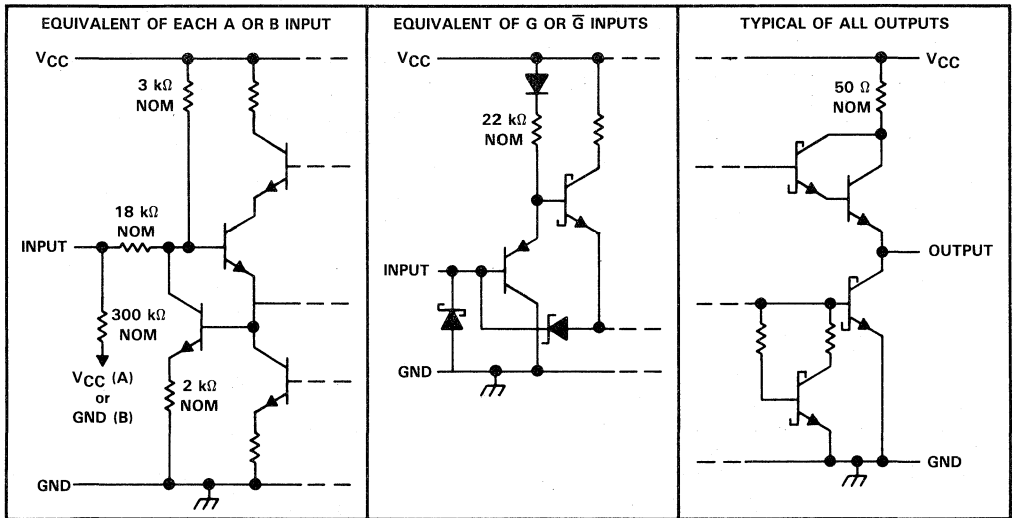 EQUIVALENT OF EACH A OR B INPUT
VCC
3 kΩ
NOM
18 kΩ
NOM
INPUT
300 kΩ
NOM
VCC (A)
or
GND (B)
2 kΩ
NOM
GND
EQUIVALENT OF G OR G̅ INPUTS
VCC
22 kΩ
NOM
INPUT
GND
TYPICAL OF ALL OUTPUTS
VCC
50 Ω
NOM
OUTPUT
GND